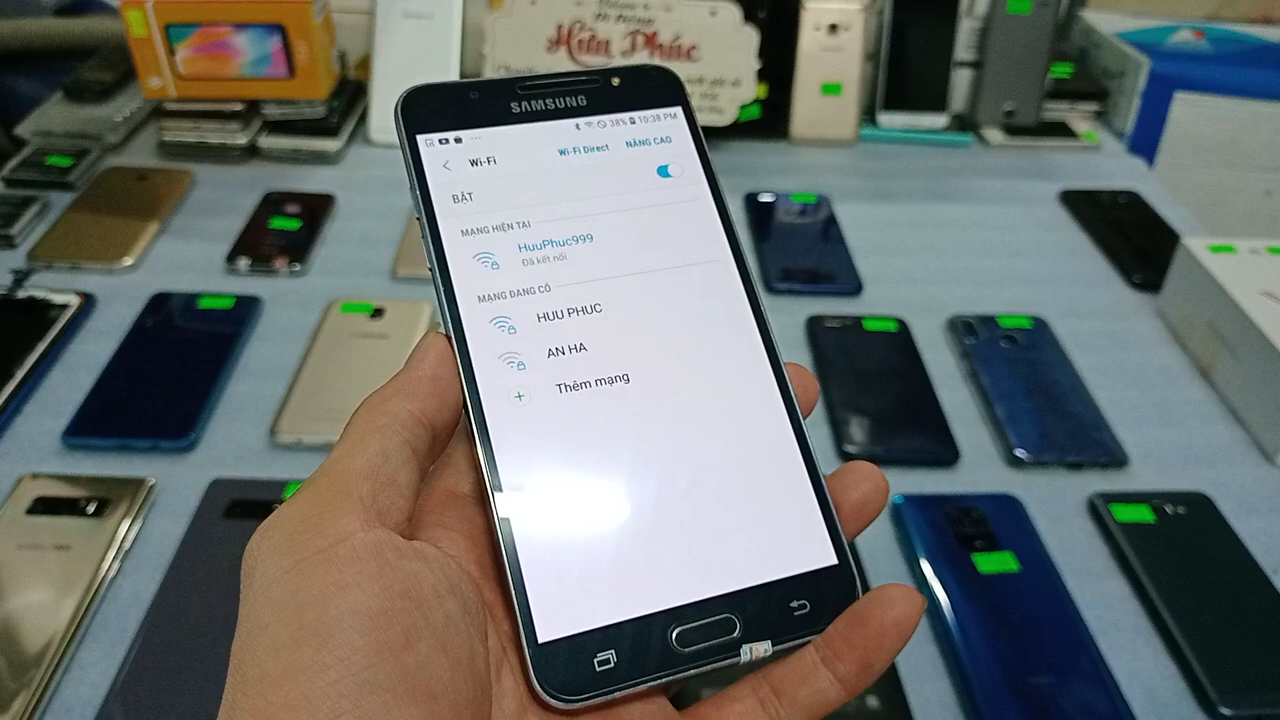 Hữu Phúc
SAMSUNG
38% 10:38 PM
Wi-Fi
Wi-Fi Direct
NÂNG CAO
BẬT
MẠNG HIỆN TẠI
HuuPhuc999
Đã kết nối
MẠNG ĐANG CÓ
HUU PHUC
AN HA
Thêm mạng